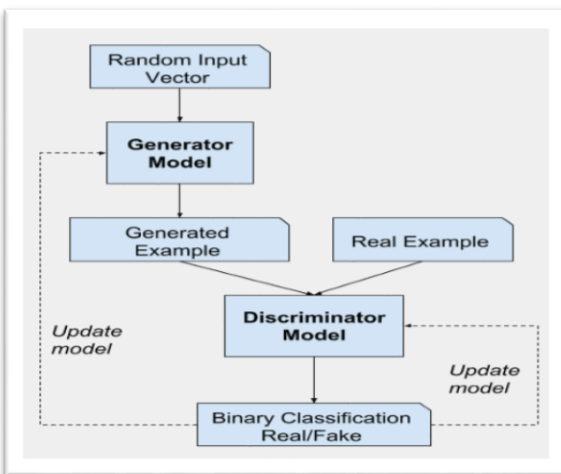 Random Input
Vector
Generator
Model
Generated
Example
Real Example
Discriminator
Model
Update
model
Update
model
Binary Classification
Real/Fake